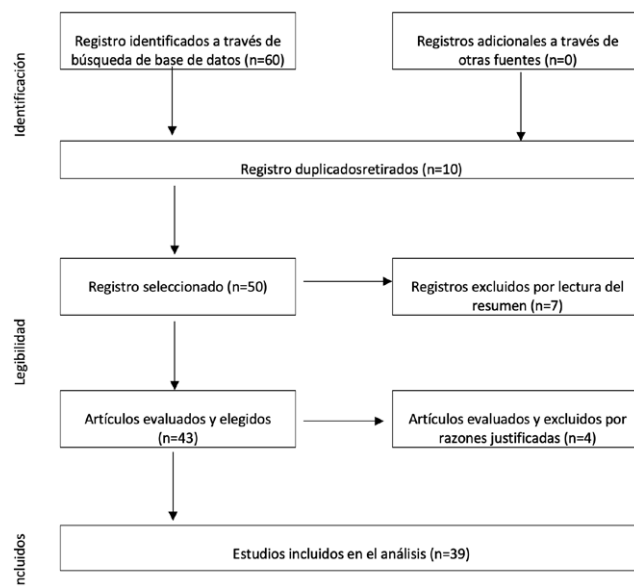 Identificación
Registro identificados a través de
búsqueda de base de datos (n=60)
Registros adicionales a través de
otras fuentes (n=0)
Registro duplicadosretirados (n=10)
Legibilidad
Registro seleccionado (n=50)
Registros excluidos por lectura del
resumen (n=7)
Artículos evaluados y elegidos
(n=43)
Artículos evaluados y excluidos por
razones justificadas (n=4)
ncluidos
Estudios incluidos en el análisis (n=39)